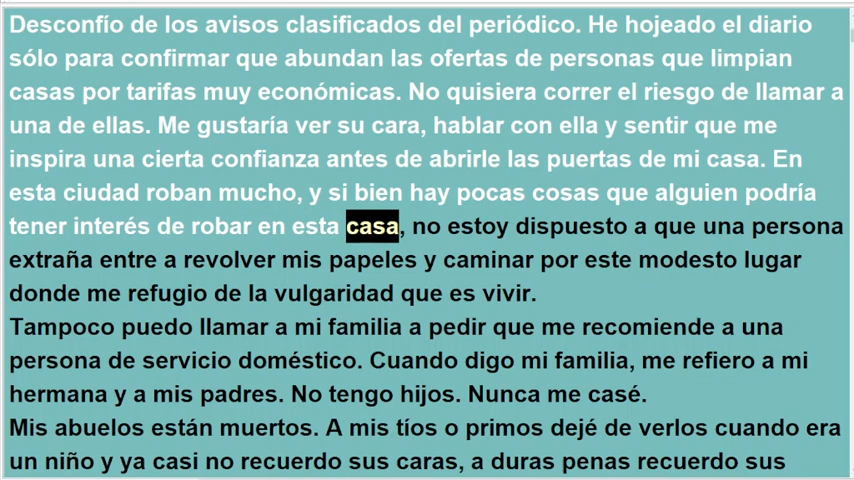 Desconfío de los avisos clasificados del periódico. He hojeado el diario
sólo para confirmar que abundan las ofertas de personas que limpian
casas por tarifas muy económicas. No quisiera correr el riesgo de llamar a
una de ellas. Me gustaría ver su cara, hablar con ella y sentir que me
inspira una cierta confianza antes de abrirle las puertas de mi casa. En
esta ciudad roban mucho, y si bien hay pocas cosas que alguien podría
tener interés de robar en esta casa, no estoy dispuesto a que una persona
extraña entre a revolver mis papeles y caminar por este modesto lugar
donde me refugio de la vulgaridad que es vivir.
Tampoco puedo llamar a mi familia a pedir que me recomiende a una
persona de servicio doméstico. Cuando digo mi familia, me refiero a mi
hermana y a mis padres. No tengo hijos. Nunca me casé.
Mis abuelos están muertos. A mis tíos o primos dejé de verlos cuando era
un niño y ya casi no recuerdo sus caras, a duras penas recuerdo sus